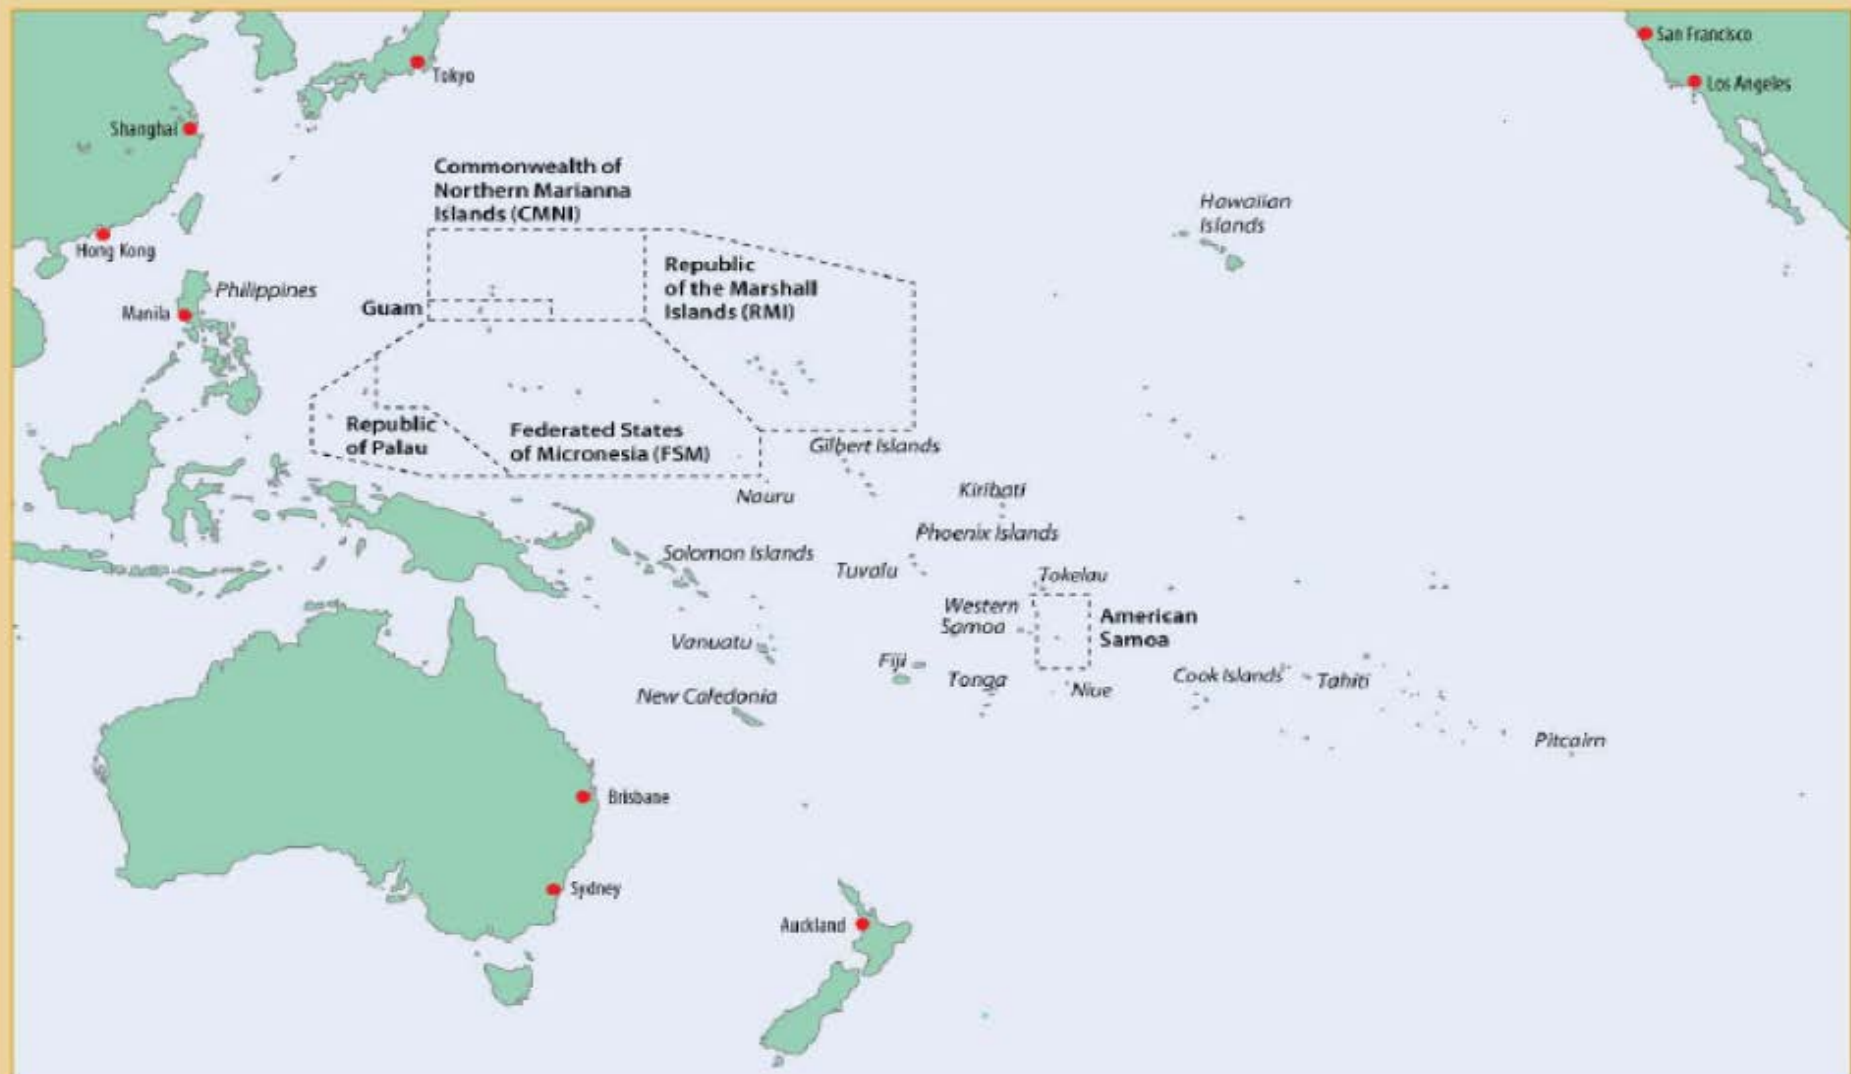 San Francisco
Tokyo
Los Angeles
Shanghai
Commonwealth of
Northern Marianna
Islands (CMNI)
Hawaiian
Islands
Hong Kong
Republic
of the Marshall
Islands (RMI)
Philippines
Guam
Manila
Republic
of Palau
Federated States
of Micronesia (FSM)
Gilbert Islands
Nauru
Kiribati
Phoenix Islands
Solomon Islands
Tuvalu
Tokelau
Western
Samoa
American
Samoa
Vanuatu
Fiji
Tonga
Niue
Cook Islands
Tahiti
New Caledonia
Pitcairn
Brisbane
Sydney
Auckland